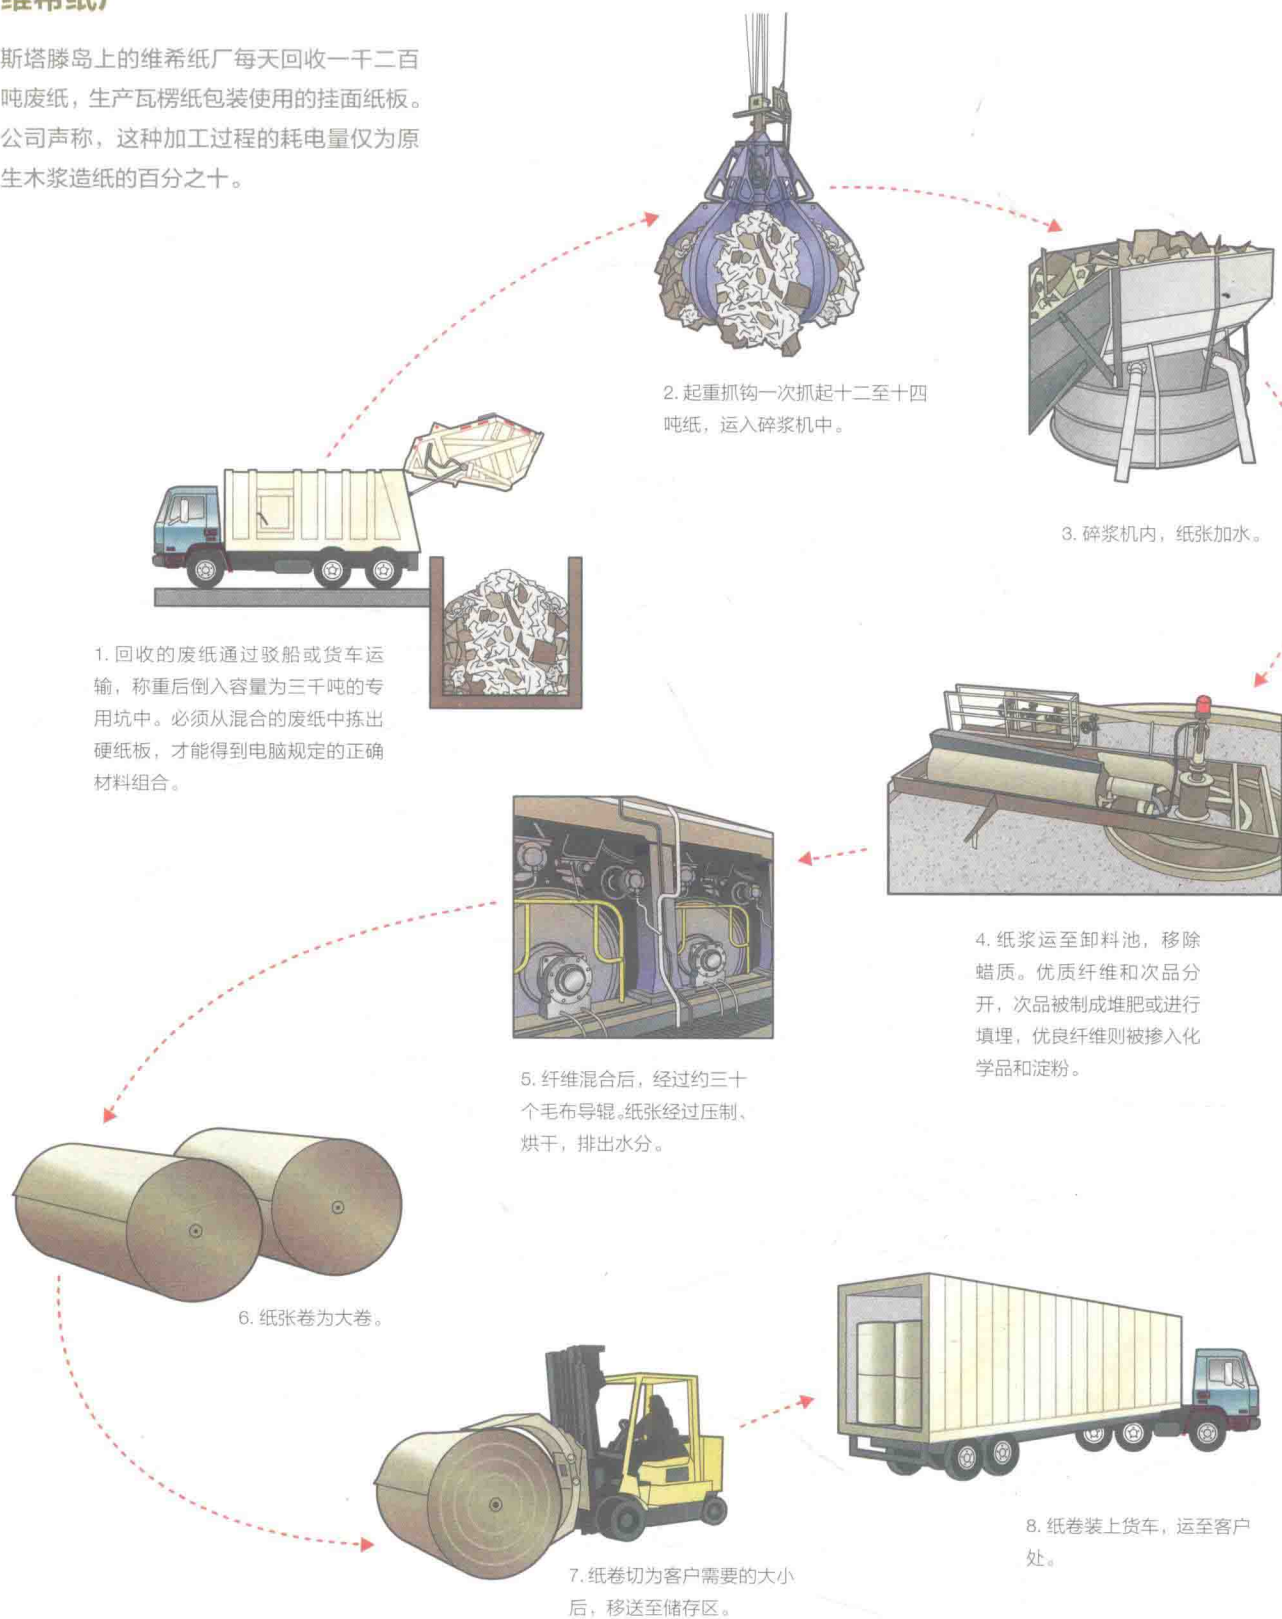 维希纸厂
斯塔滕岛上的维希纸厂每天回收一千二百
吨废纸，生产瓦楞纸包装使用的挂面纸板。
公司声称，这种加工过程的耗电量仅为原
生木浆造纸的百分之十。
1. 回收的废纸通过驳船或货车运
输，称重后倒入容量为三千吨的专
用坑中。必须从混合的废纸中拣出
硬纸板，才能得到电脑规定的正确
材料组合。
2. 起重抓钩一次抓起十二至十四
吨纸，运入碎浆机中。
3. 碎浆机内，纸张加水。
4. 纸浆运至卸料池，移除
蜡质。优质纤维和次品分
开，次品被制成堆肥或进行
填埋，优良纤维则被掺入化
学品和淀粉。
5. 纤维混合后，经过约三十
个毛布导辊。纸张经过压制、
烘干，排出水分。
6. 纸张卷为大卷。
7. 纸卷切为客户需要的大小
后，移送至储存区。
8. 纸卷装上货车，运至客户
处。